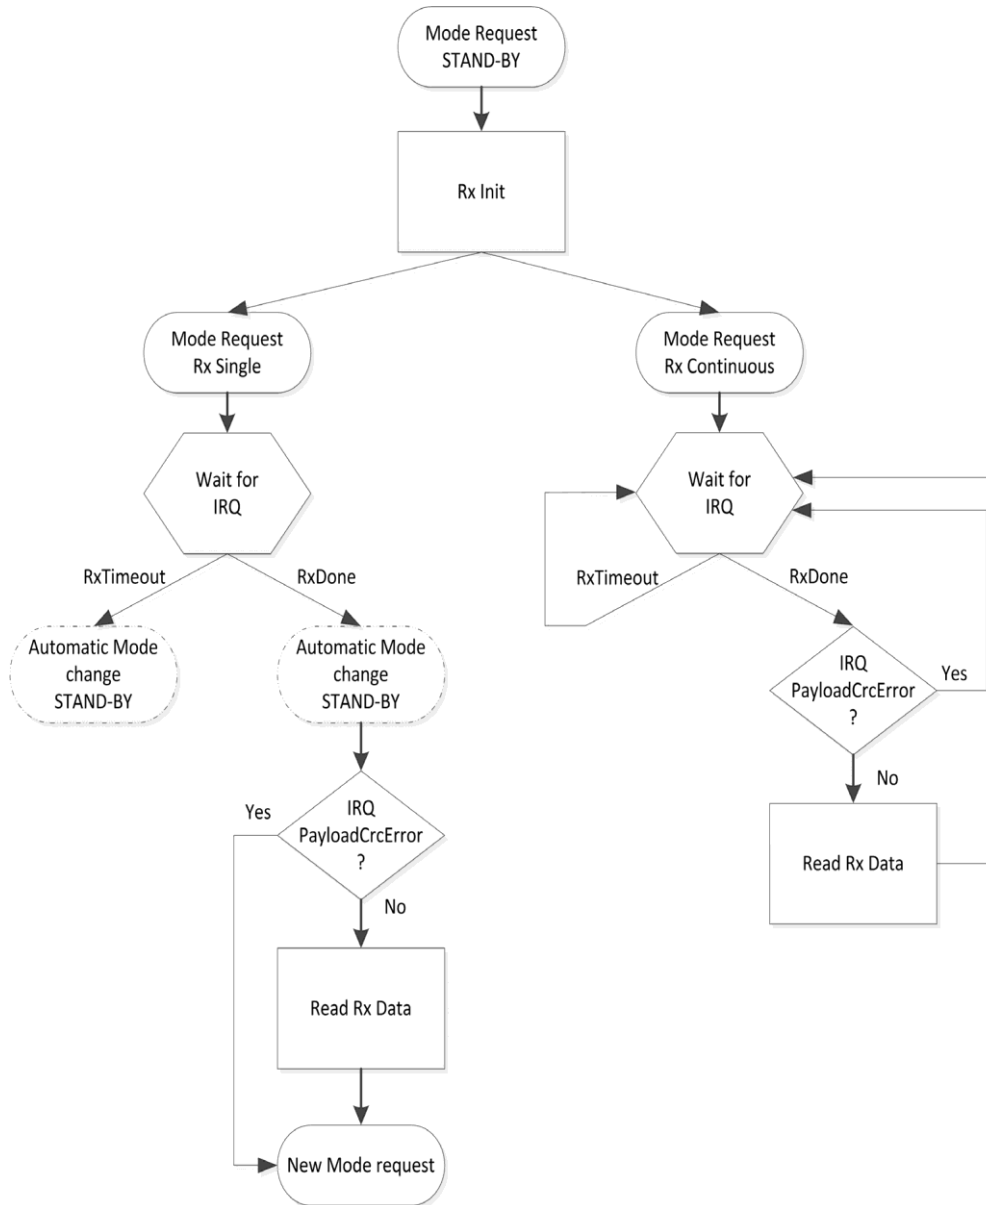 Mode Request
STAND-BY
Rx Init
Mode Request
Rx Single
Mode Request
Rx Continuous
Wait for
IRQ
Wait for
IRQ
RxTimeout
RxDone
RxTimeout
RxDone
Automatic Mode
change
STAND-BY
Automatic Mode
change
STAND-BY
IRQ
PayloadCrcError
?
Yes
No
Read Rx Data
IRQ
PayloadCrcError
?
Yes
No
Read Rx Data
New Mode request